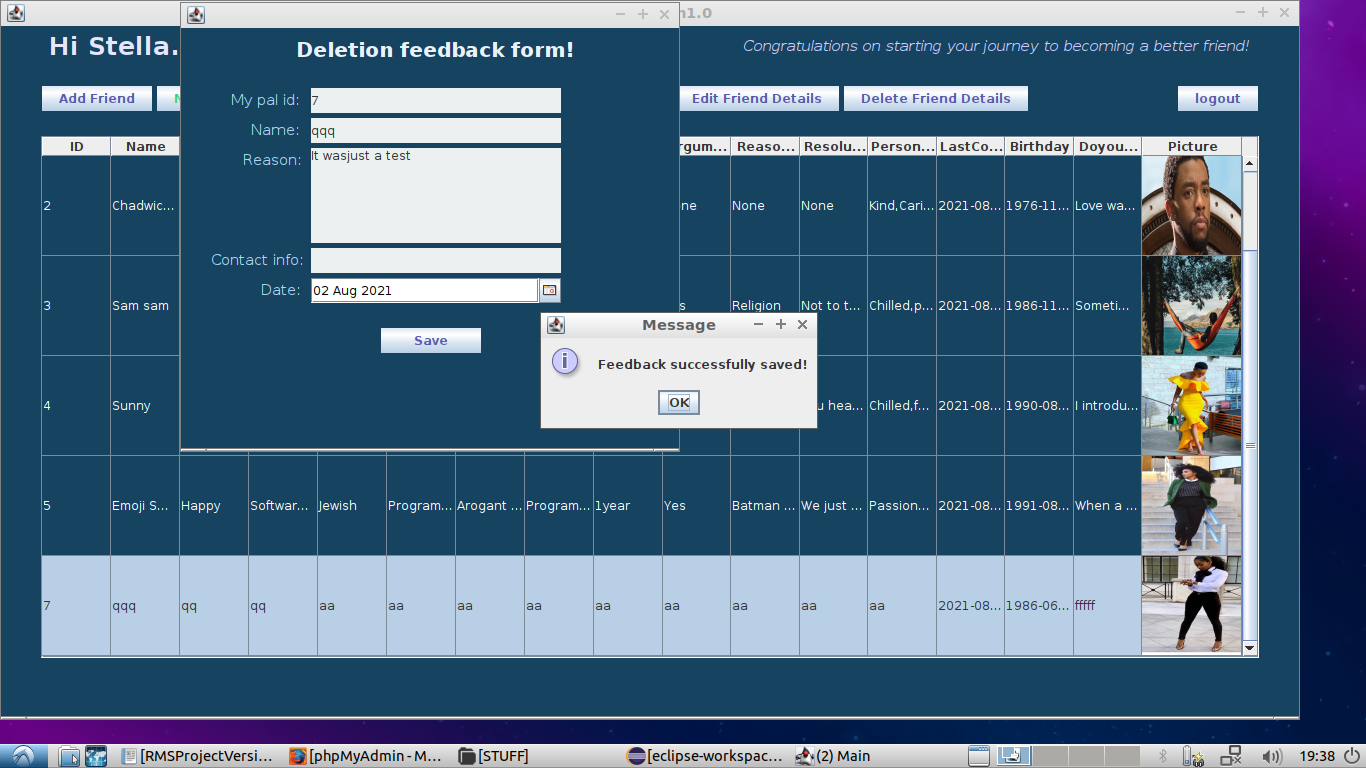 n1.0
Hi Stella.
Congratulations on starting your journey to becoming a better friend!
Deletion feedback form!
Add Friend
Edit Friend Details
Delete Friend Details
logout
My pal id: 7
Name: qqq
Reason: It wasjust a test
Contact info:
Date: 02 Aug 2021
Save
Message
Feedback successfully saved!
OK
ID Name rgum... Reaso... Resolu... Person... LastCo... Birthday Doyou... Picture
2 Chadwic... ne None None Kind,Cari... 2021-08... 1976-11... Love wa...
3 Sam sam s Religion Not to t... Chilled,p... 2021-08... 1986-11... Someti...
4 Sunny u hea... Chilled,f... 2021-08... 1990-08... I introdu...
5 Emoji S... Happy Softwar... Jewish Program... Arogant ... Program... 1year Yes Batman ... We just ... Passion... 2021-08... 1991-08... When a ...
7 qqq qq qq aa aa aa aa aa aa aa aa aa 2021-08... 1986-06... fffff
[RMSProjectVersi... [phpMyAdmin - M... [STUFF] [eclipse-workspac... (2) Main 19:38